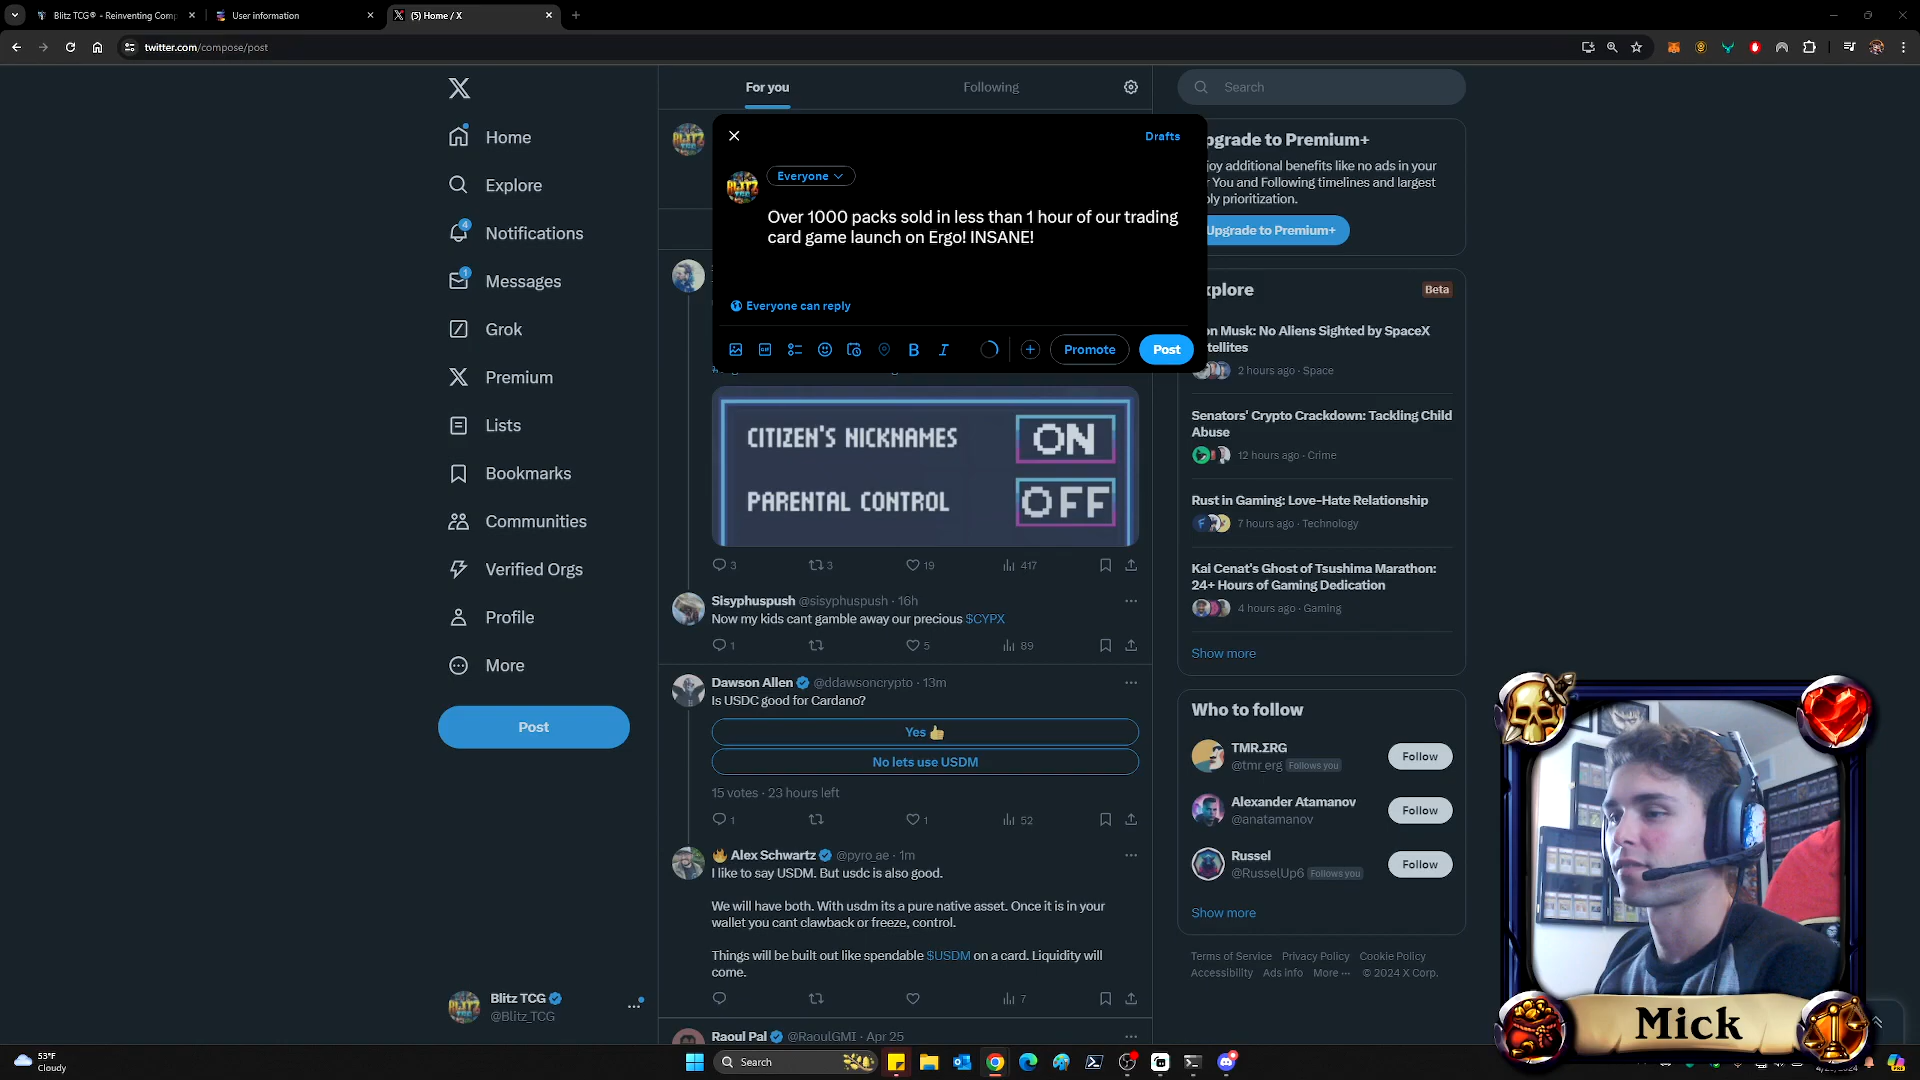 Blitz TCG® - Reinventing Comp
User information
(5) Home / X
twitter.com/compose/post
Home
Explore
4
Notifications
1
Messages
Grok
Premium
Lists
Bookmarks
Communities
Verified Orgs
Profile
More
Post
Blitz TCG
@Blitz_TCG
For you
Following
Drafts
BLITZ
TCG
Everyone
Over 1000 packs sold in less than 1 hour of our trading
card game launch on Ergo! INSANE!
Everyone can reply
GIF
B
I
Promote
Post
CITIZEN'S NICKNAMES ON
PARENTAL CONTROL OFF
3
3
19
417
Sisyphuspush @sisyphuspush · 16h
Now my kids cant gamble away our precious $CYPX
1
5
89
Dawson Allen @ddawsoncrypto · 13m
Is USDC good for Cardano?
Yes 👍
No lets use USDM
15 votes · 23 hours left
1
1
52
🔥 Alex Schwartz @pyro_ae · 1m
I like to say USDM. But usdc is also good.
We will have both. With usdm its a pure native asset. Once it is in your
wallet you cant clawback or freeze, control.
Things will be built out like spendable $USDM on a card. Liquidity will
come.
7
Raoul Pal @RaoulGMI · Apr 25
Search
pgrade to Premium+
joy additional benefits like no ads in your
r You and Following timelines and largest
ly prioritization.
Upgrade to Premium+
xplore
Beta
on Musk: No Aliens Sighted by SpaceX
atellites
2 hours ago · Space
Senators' Crypto Crackdown: Tackling Child
Abuse
12 hours ago · Crime
Rust in Gaming: Love-Hate Relationship
7 hours ago · Technology
Kai Cenat's Ghost of Tsushima Marathon:
24+ Hours of Gaming Dedication
4 hours ago · Gaming
Show more
Who to follow
TMR.ΣRG
@tmr_erg Follows you
Follow
Alexander Atamanov
@anatamanov
Follow
Russel
@RusselUp6 Follows you
Follow
Show more
Terms of Service Privacy Policy Cookie Policy
Accessibility Ads info More ··· © 2024 X Corp.
Mick
53°F
Cloudy
Search